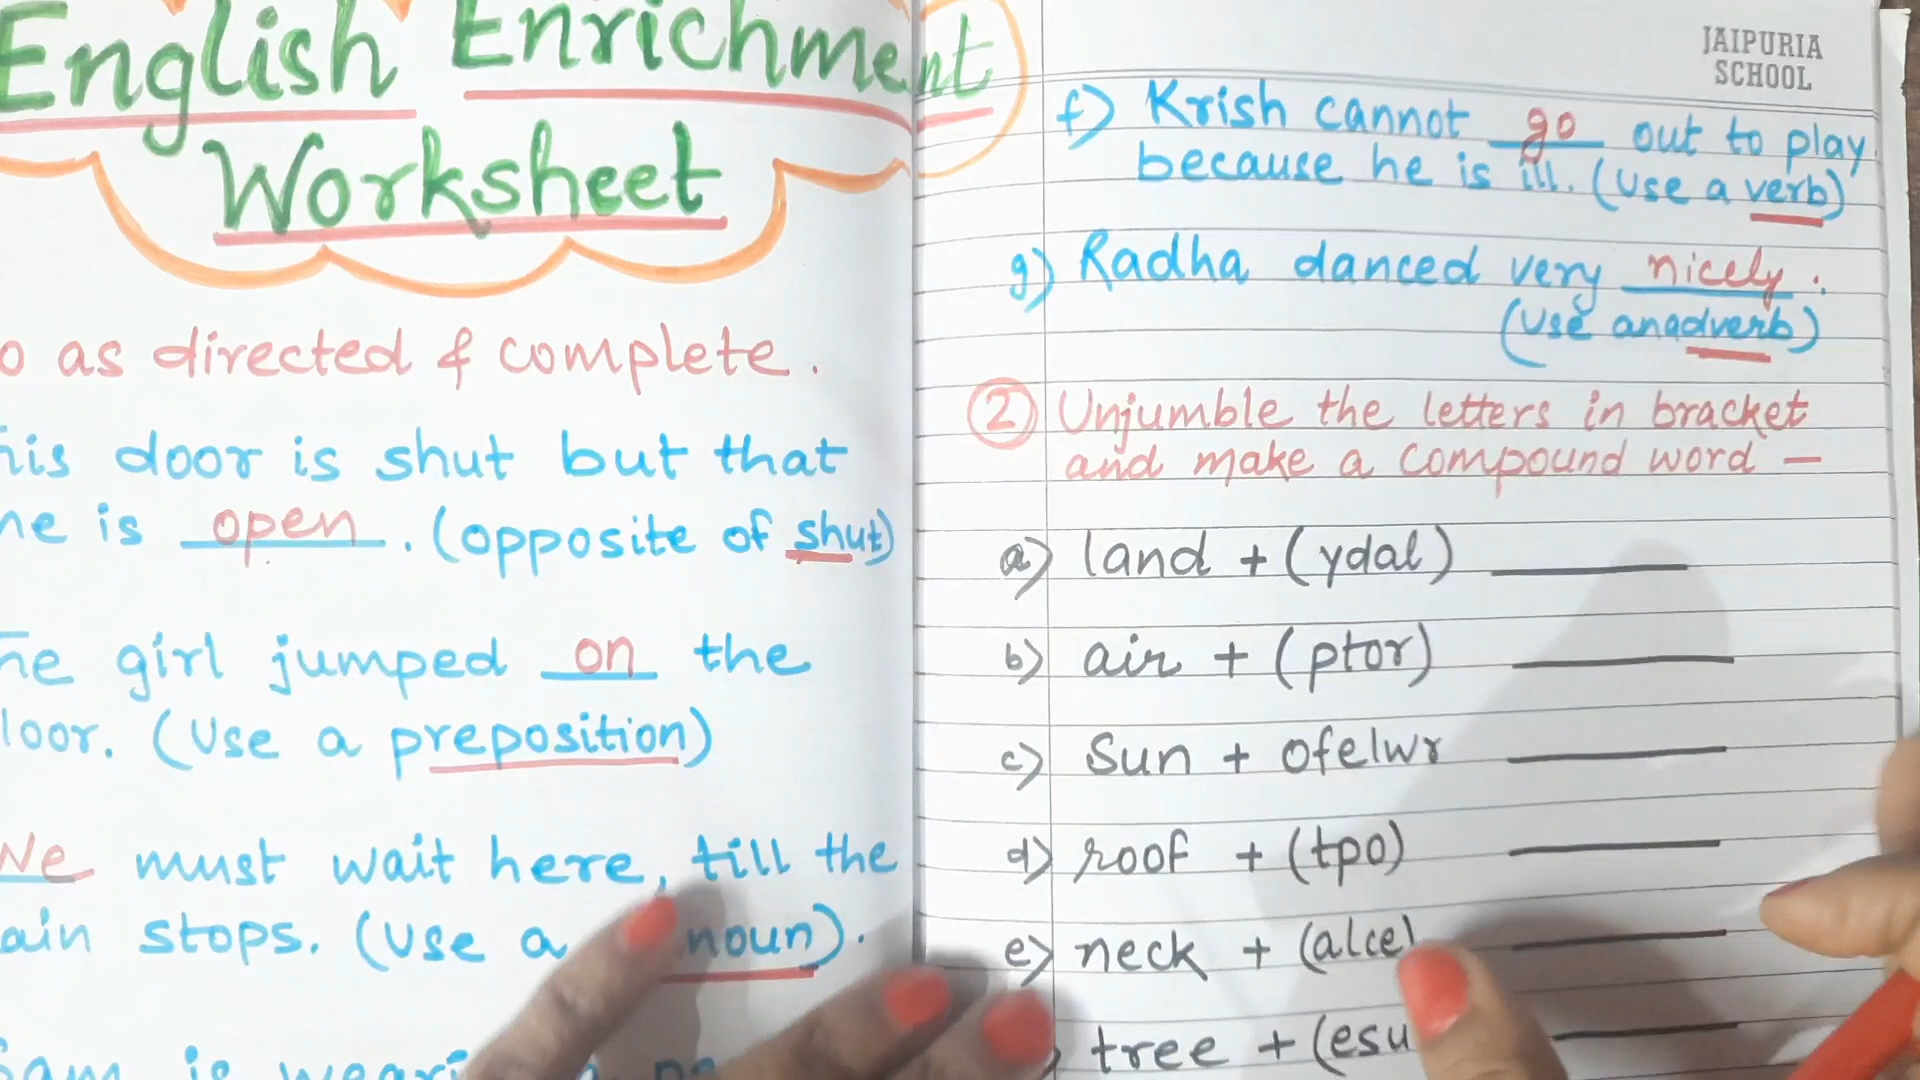 English Enrichment
Worksheet
o as directed & complete.
his door is shut but that
ne is open. (opposite of shut)
he girl jumped on the
loor. (Use a preposition)
We must wait here, till the
ain stops. (Use a noun).
is
JAIPURIA
SCHOOL
f) Krish cannot go out to play
because he is ill. (Use a verb)
g) Radha danced very nicely.
(Use an adverb)
2 Unjumble the letters in bracket
and make a compound word —
a) land + (ydal)
b) air + (ptor)
c) Sun + ofelwr
d) roof + (tpo)
e) neck + (alce)
tree + (esu